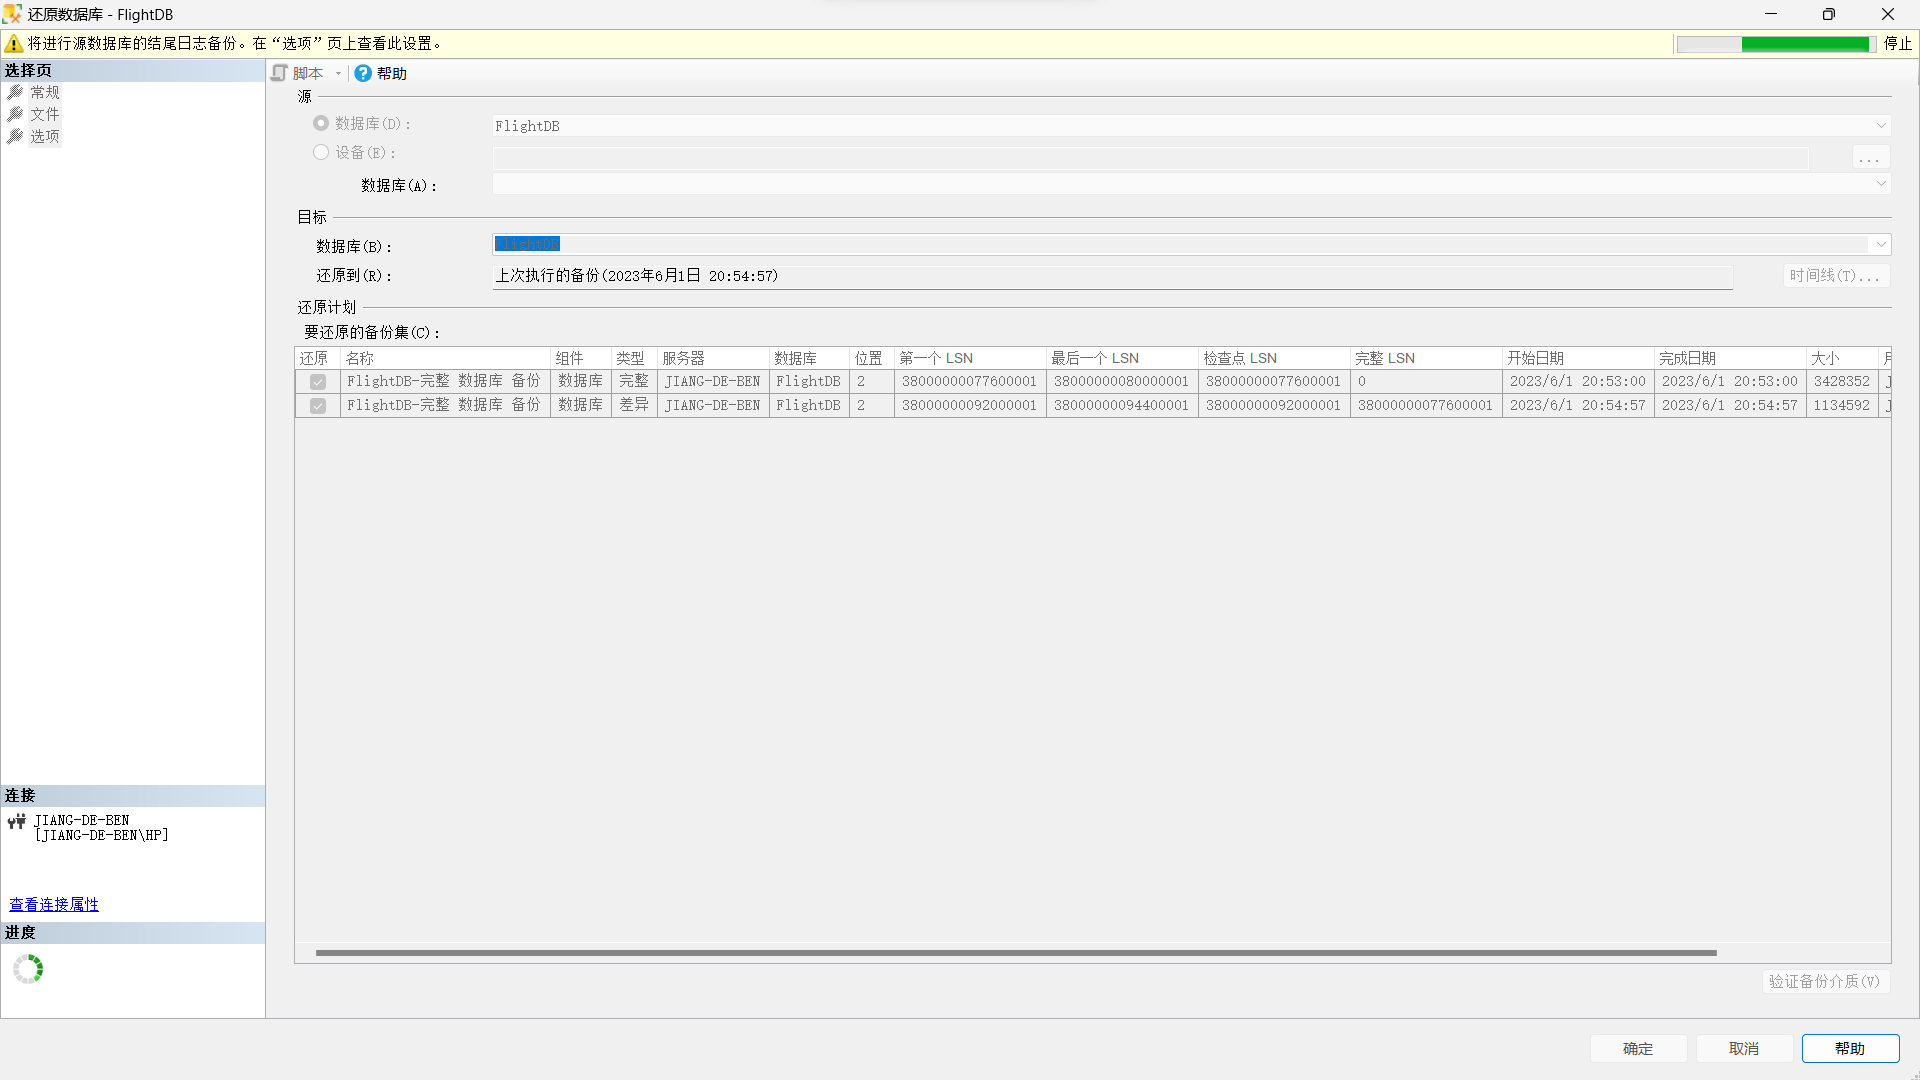 还原数据库 - FlightDB
将进行源数据库的结尾日志备份。在“选项”页上查看此设置。
停止
选择页
常规
文件
选项
脚本
帮助
源
数据库(D):
FlightDB
设备(E):
...
数据库(A):
目标
数据库(B):
FlightDB
还原到(R):
上次执行的备份(2023年6月1日 20:54:57)
时间线(T)...
还原计划
要还原的备份集(C):
还原 名称 组件 类型 服务器 数据库 位置 第一个 LSN 最后一个 LSN 检查点 LSN 完整 LSN 开始日期 完成日期 大小
FlightDB-完整 数据库 备份 数据库 完整 JIANG-DE-BEN FlightDB 2 38000000077600001 38000000080000001 38000000077600001 0 2023/6/1 20:53:00 2023/6/1 20:53:00 3428352
FlightDB-完整 数据库 备份 数据库 差异 JIANG-DE-BEN FlightDB 2 38000000092000001 38000000094400001 38000000092000001 38000000077600001 2023/6/1 20:54:57 2023/6/1 20:54:57 1134592
连接
JIANG-DE-BEN
[JIANG-DE-BEN\HP]
查看连接属性
进度
验证备份介质(V)
确定
取消
帮助